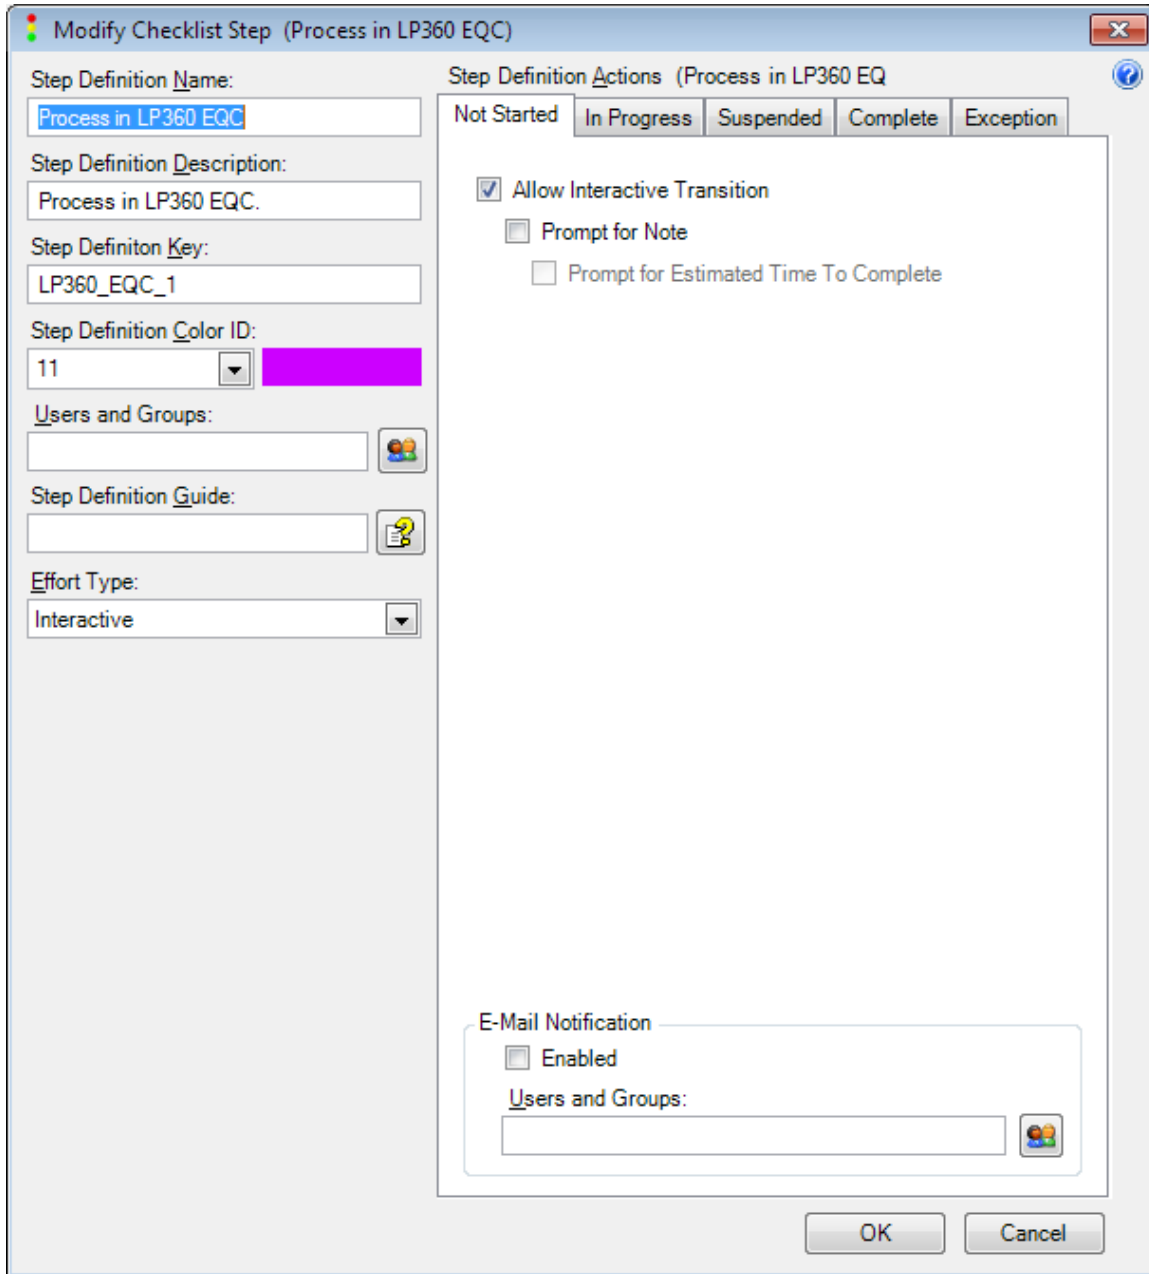 Modify Checklist Step (Process in LP360 EQC)
Step Definition Name:
Process in LP360 EQC
Step Definition Description:
Process in LP360 EQC.
Step Definiton Key:
LP360_EQC_1
Step Definition Color ID:
11
Users and Groups:
Step Definition Guide:
Effort Type:
Interactive
Step Definition Actions (Process in LP360 EQ
Not Started In Progress Suspended Complete Exception
Allow Interactive Transition
Prompt for Note
Prompt for Estimated Time To Complete
E-Mail Notification
Enabled
Users and Groups:
OK Cancel